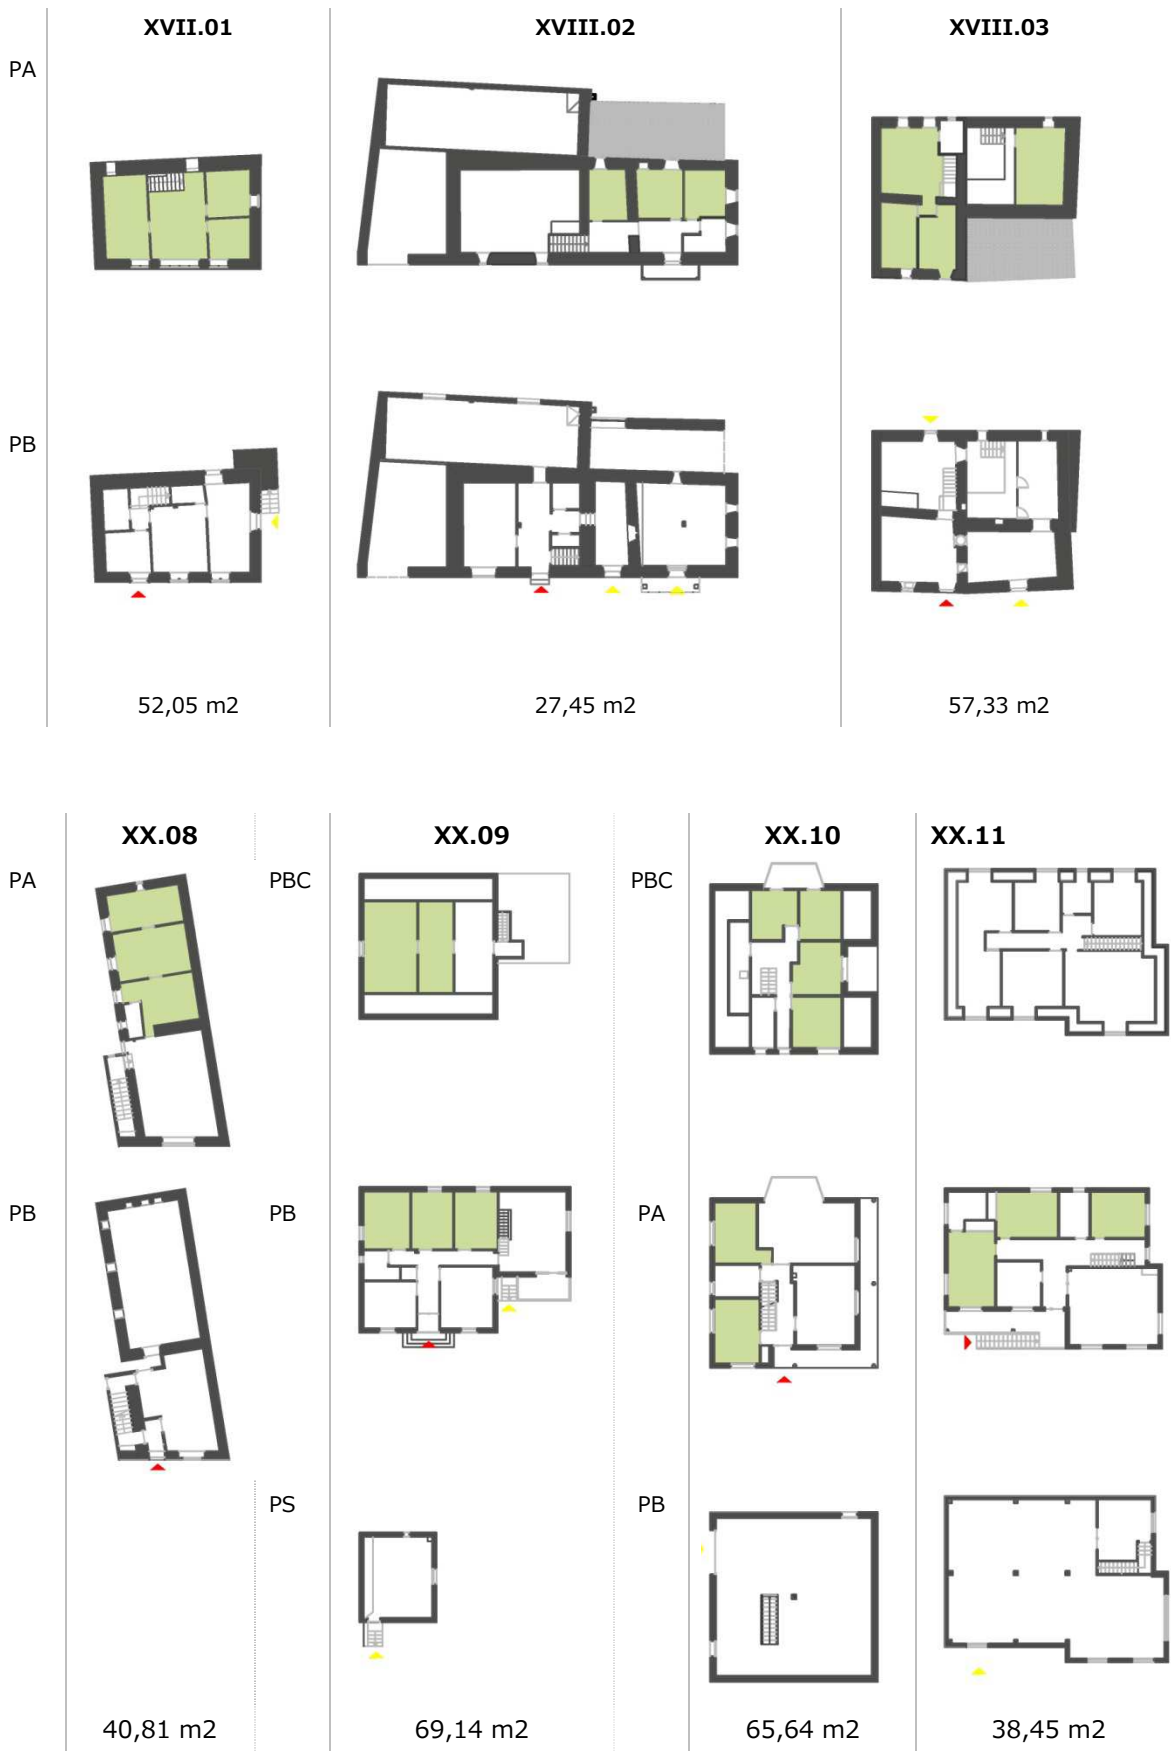 XVII.01 XVIII.02 XVIII.03
PA
PB
52,05 m2 27,45 m2 57,33 m2
XX.08 XX.09 XX.10 XX.11
PA PBC PBC
PB PB PA
PS PB
40,81 m2 69,14 m2 65,64 m2 38,45 m2